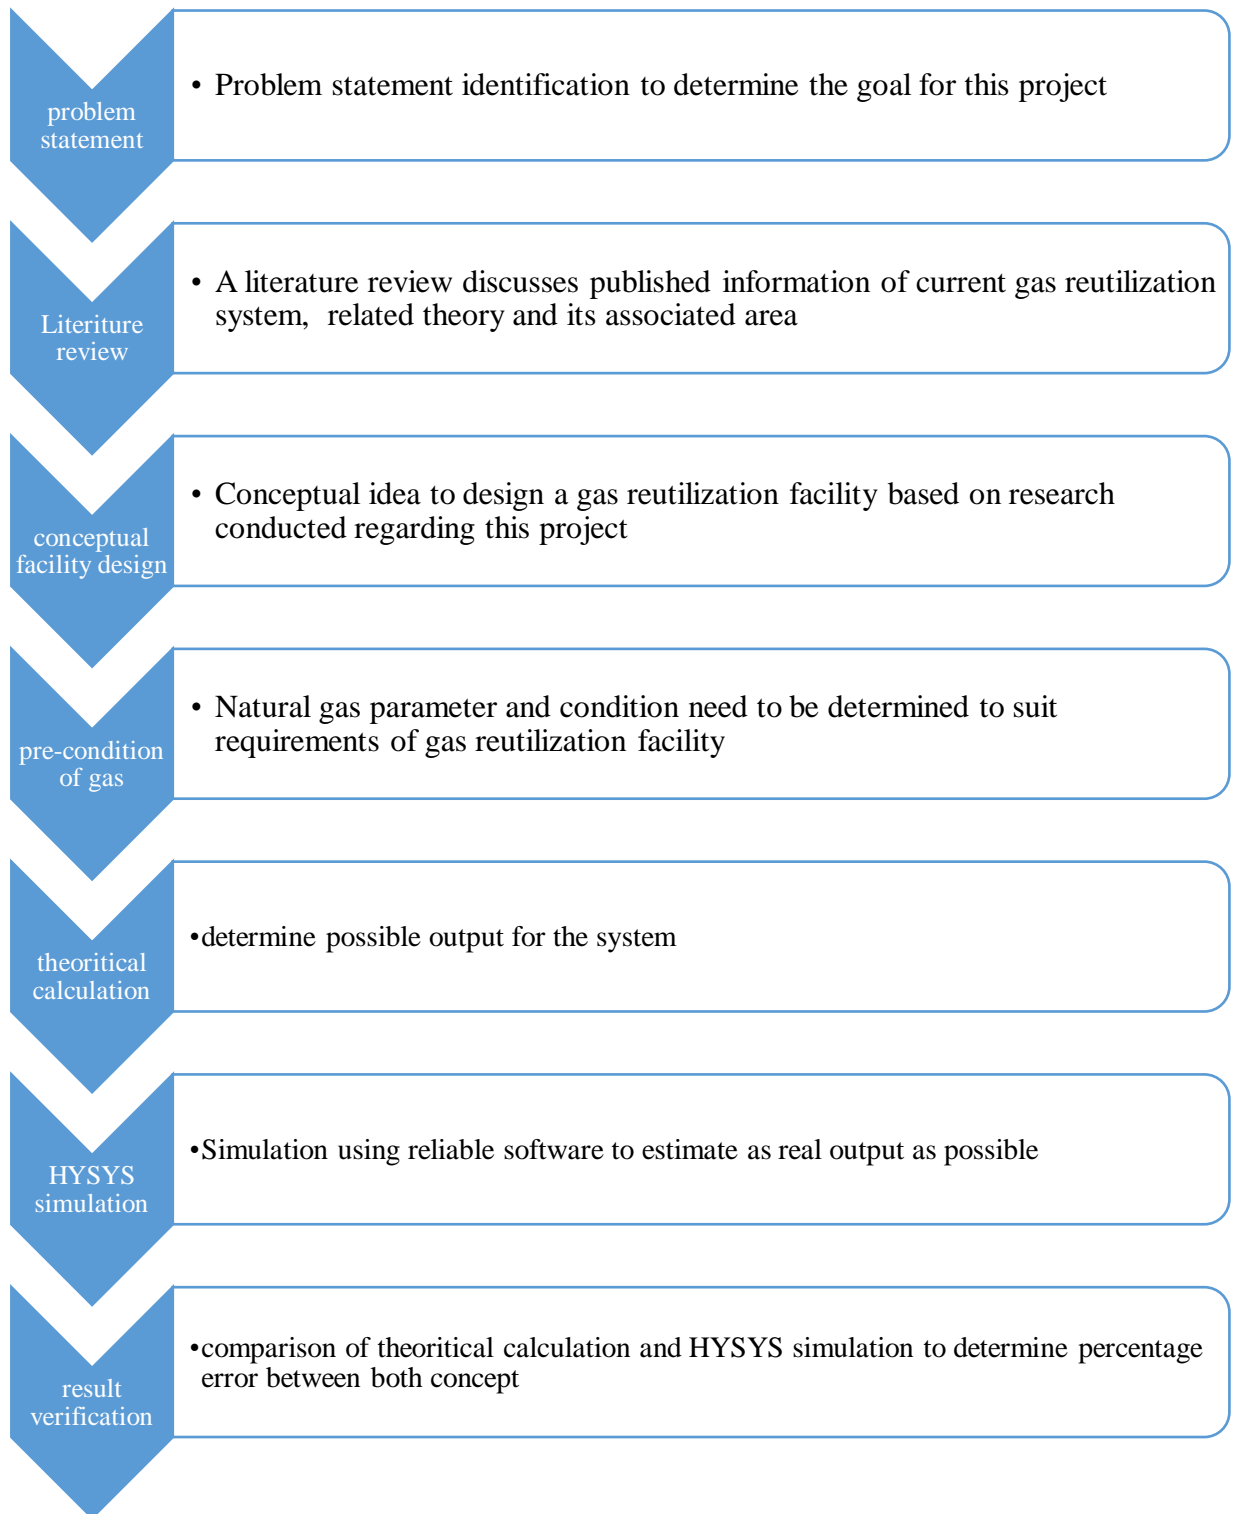 problem
statement
• Problem statement identification to determine the goal for this project
Literiture
review
• A literature review discusses published information of current gas reutilization
system, related theory and its associated area
conceptual
facility design
• Conceptual idea to design a gas reutilization facility based on research
conducted regarding this project
pre-condition
of gas
• Natural gas parameter and condition need to be determined to suit
requirements of gas reutilization facility
theoritical
calculation
•determine possible output for the system
HYSYS
simulation
•Simulation using reliable software to estimate as real output as possible
result
verification
•comparison of theoritical calculation and HYSYS simulation to determine percentage
error between both concept